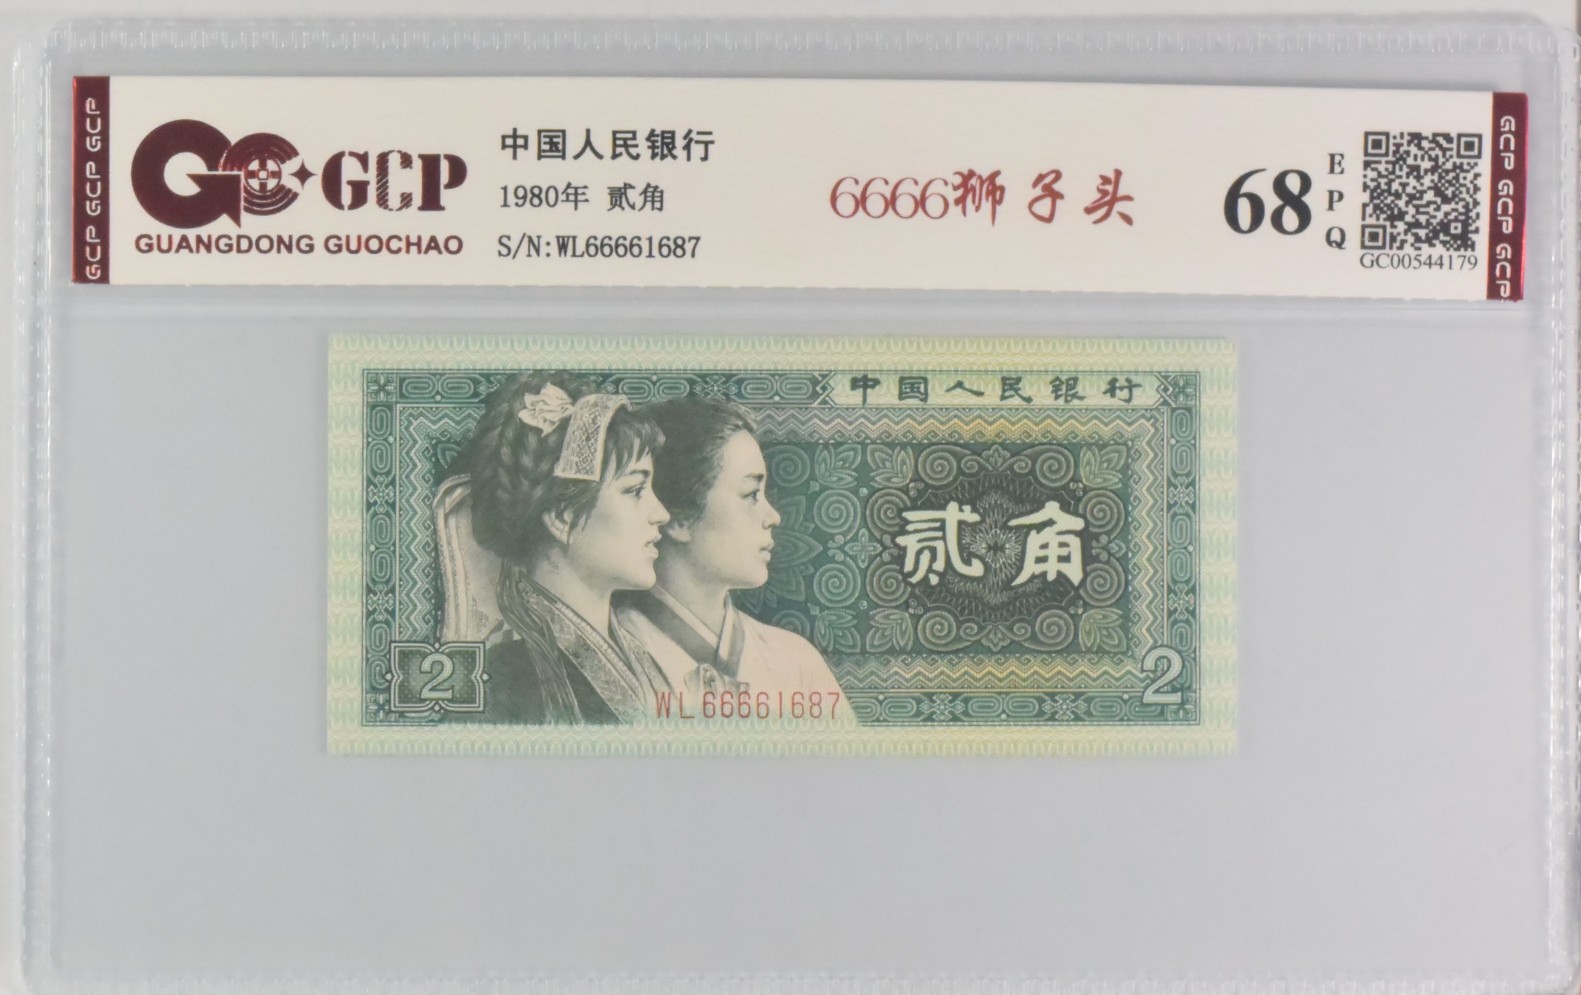 GCP GCP GCP
GCP
GUANGDONG GUOCHAO
中国人民银行
1980年 贰角
S/N:WL66661687
6666狮子头
68
EPQ
GC00544179
GCP GCP GCP
中国人民银行
贰角
2
WL66661687
2